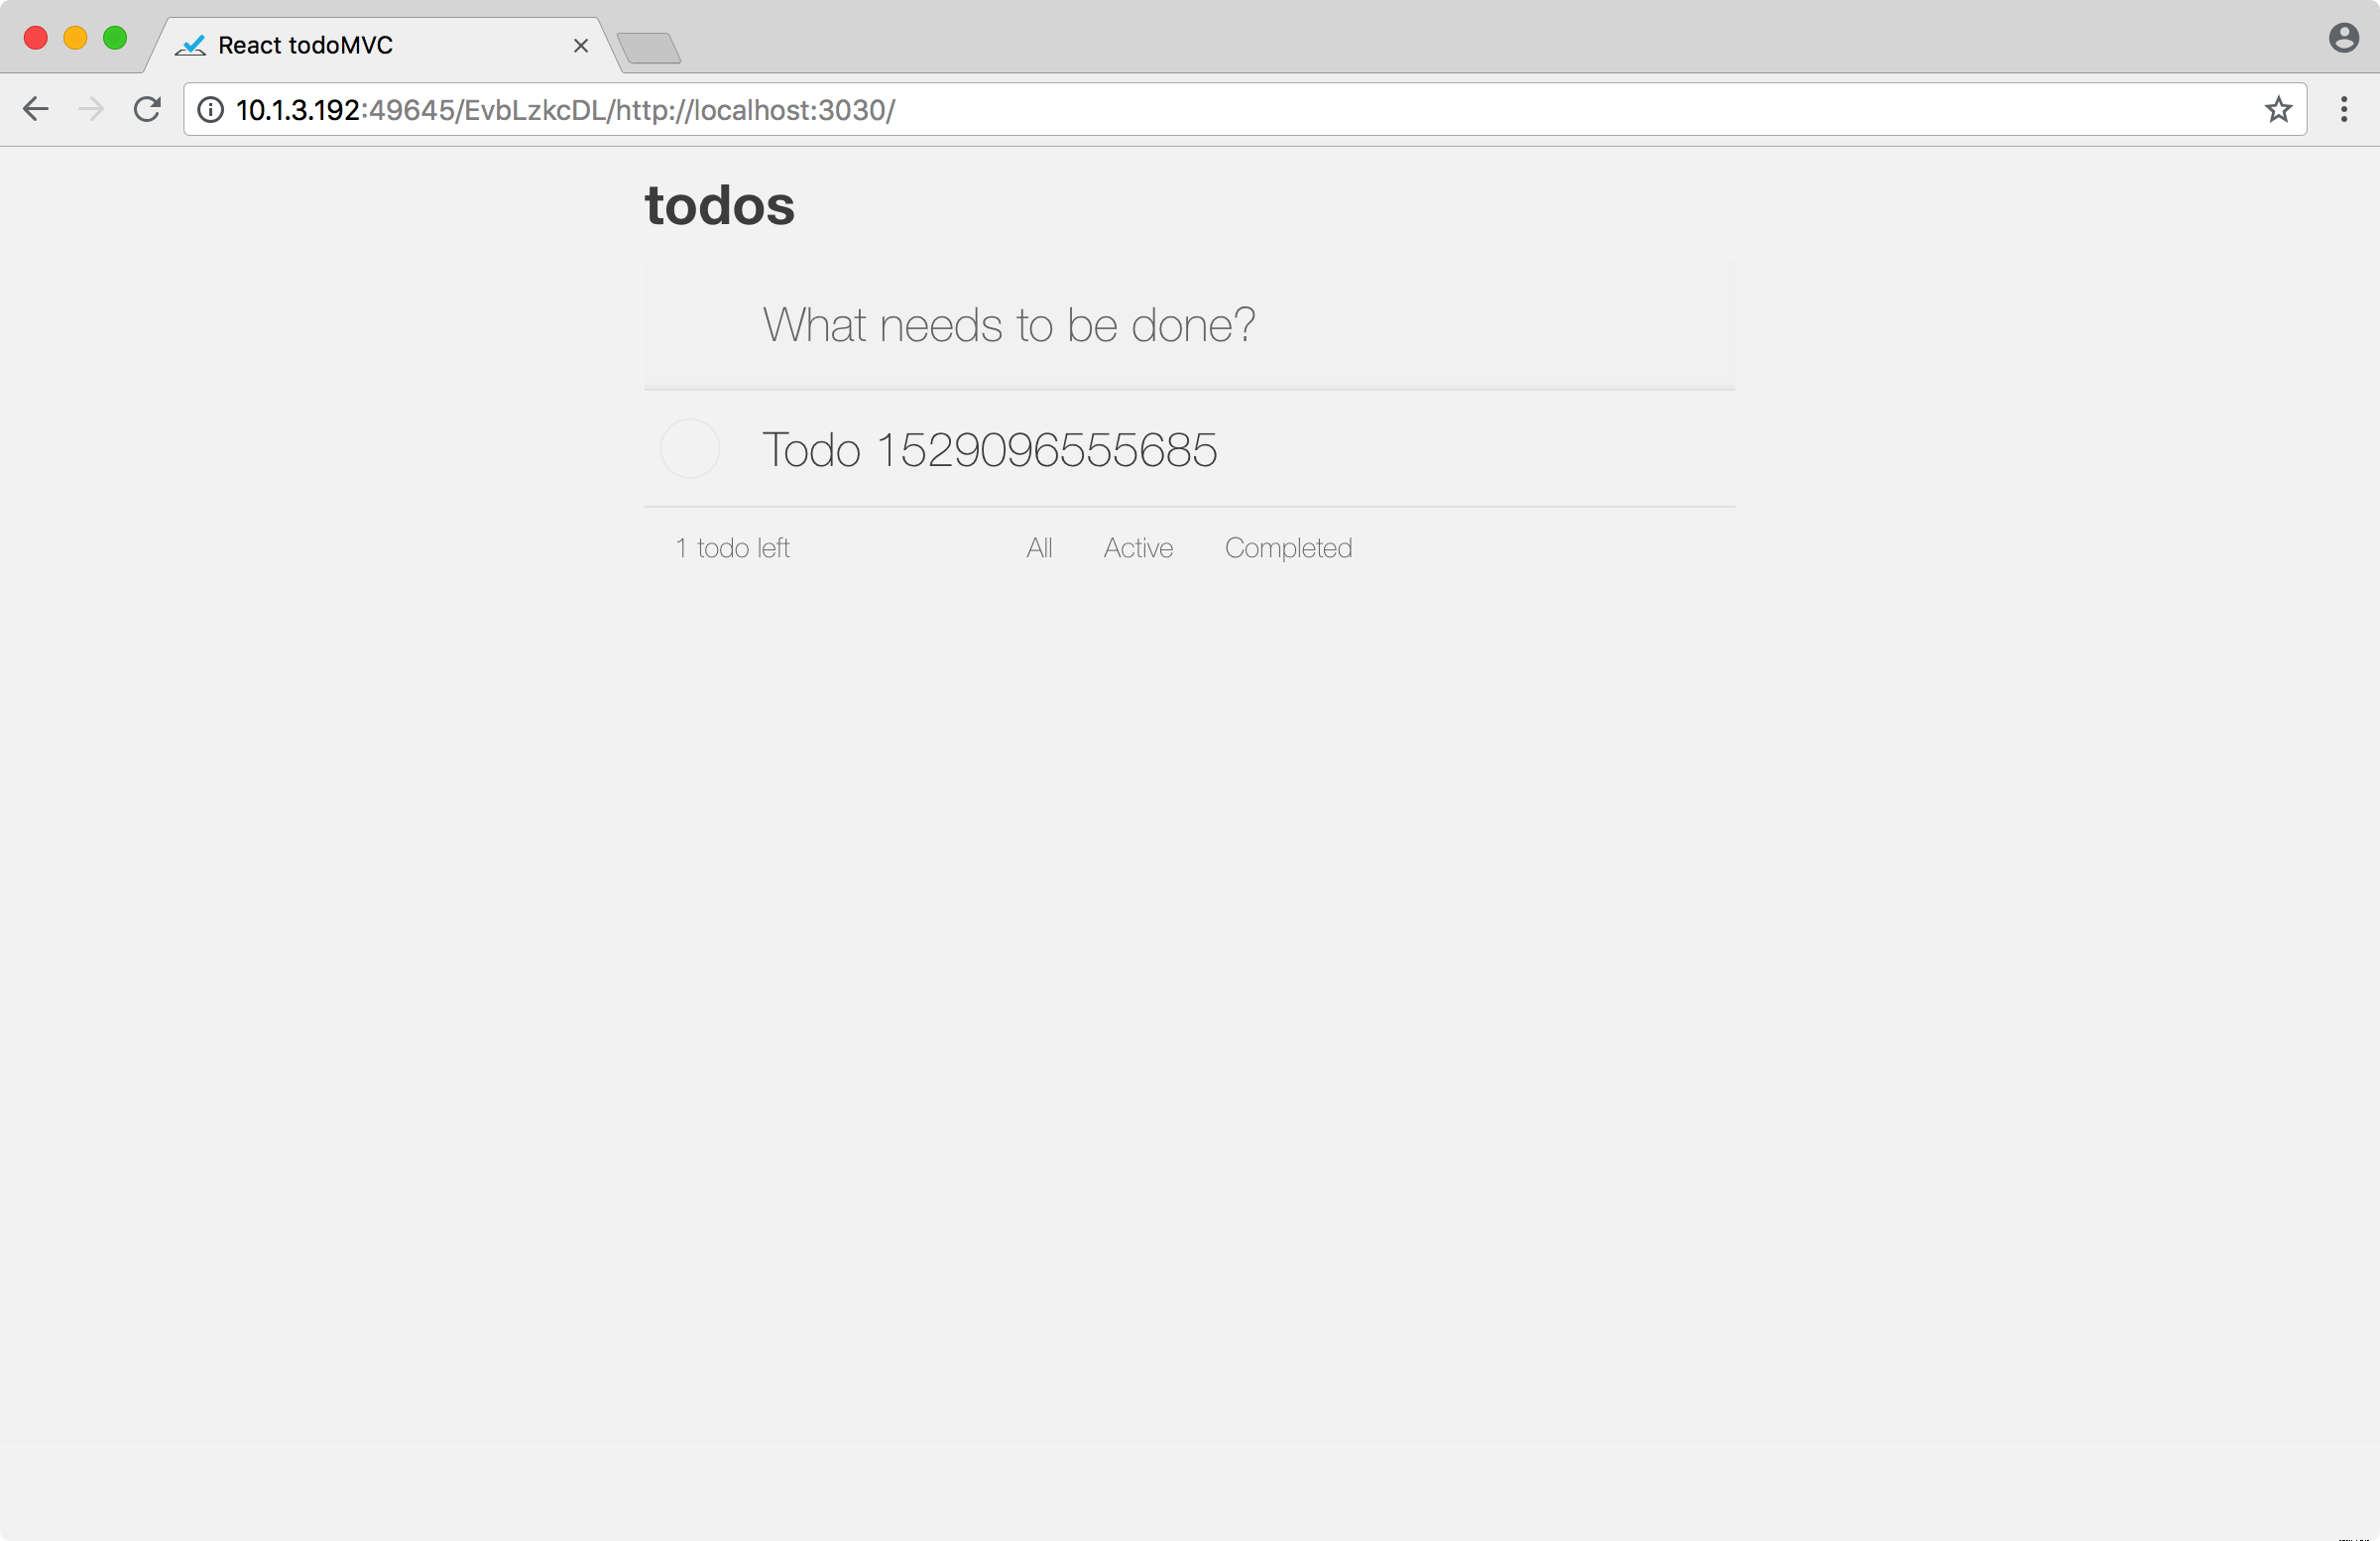 React todoMVC
10.1.3.192:49645/EvbLzkcDL/http://localhost:3030/
todos
What needs to be done?
Todo 1529096555685
1 todo left All Active Completed